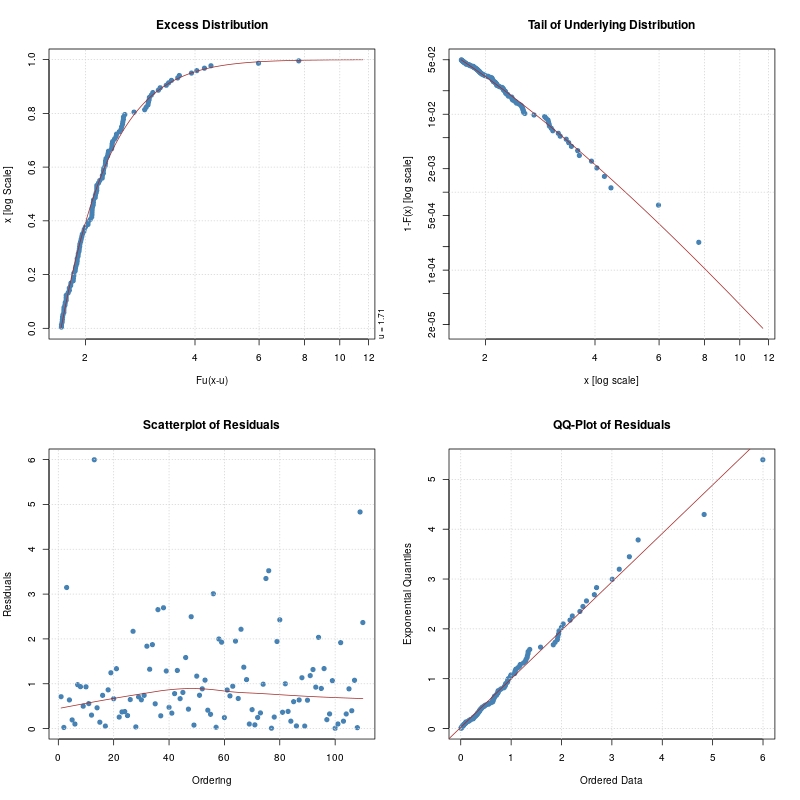 Excess Distribution
x [log Scale]
0.0 0.2 0.4 0.6 0.8 1.0
2 4 6 8 10 12
Fu(x-u)
u = 1.71
Tail of Underlying Distribution
1-F(x) [log scale]
2e-05 1e-04 5e-04 2e-03 1e-02 5e-02
2 4 6 8 10 12
x [log scale]
Scatterplot of Residuals
Residuals
0 1 2 3 4 5 6
0 20 40 60 80 100
Ordering
QQ-Plot of Residuals
Exponential Quantiles
0 1 2 3 4 5
0 1 2 3 4 5 6
Ordered Data